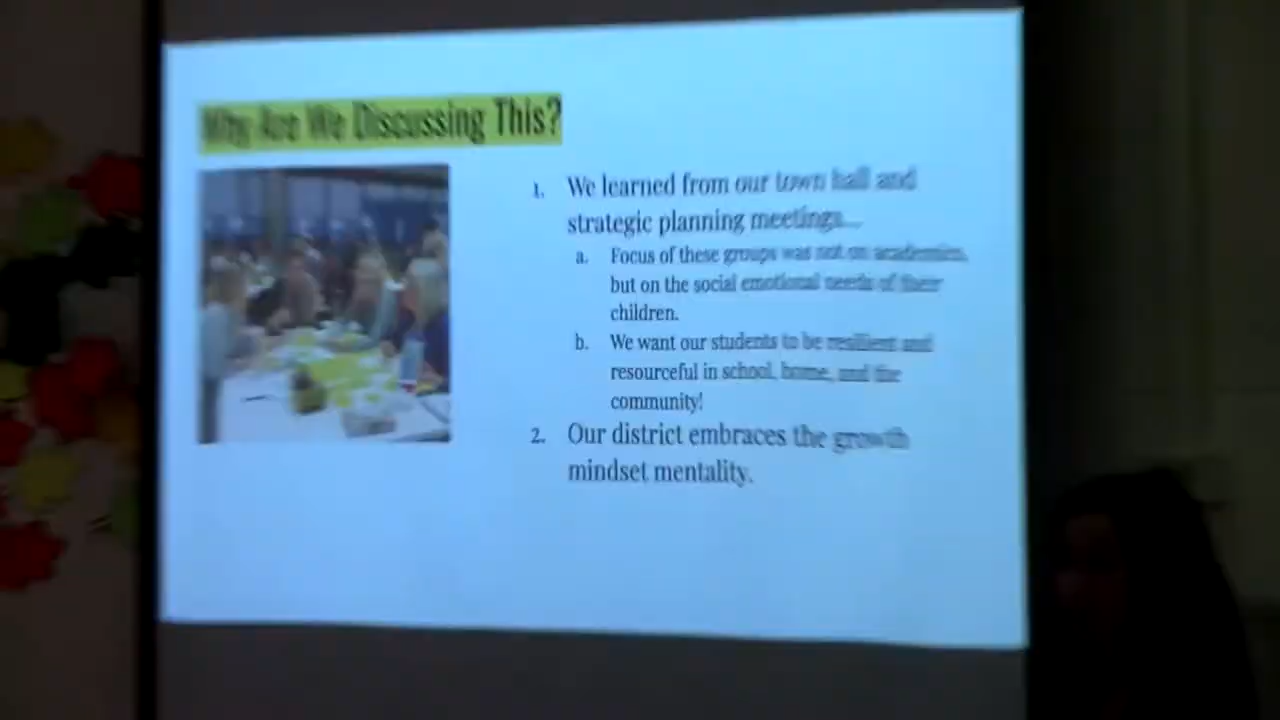 Why Are We Discussing This?
1. We learned from our town hall and
strategic planning meetings...
a. Focus of these groups was not on academics,
but on the social emotional needs of their
children.
b. We want our students to be resilient and
resourceful in school, home, and the
community!
2. Our district embraces the growth
mindset mentality.